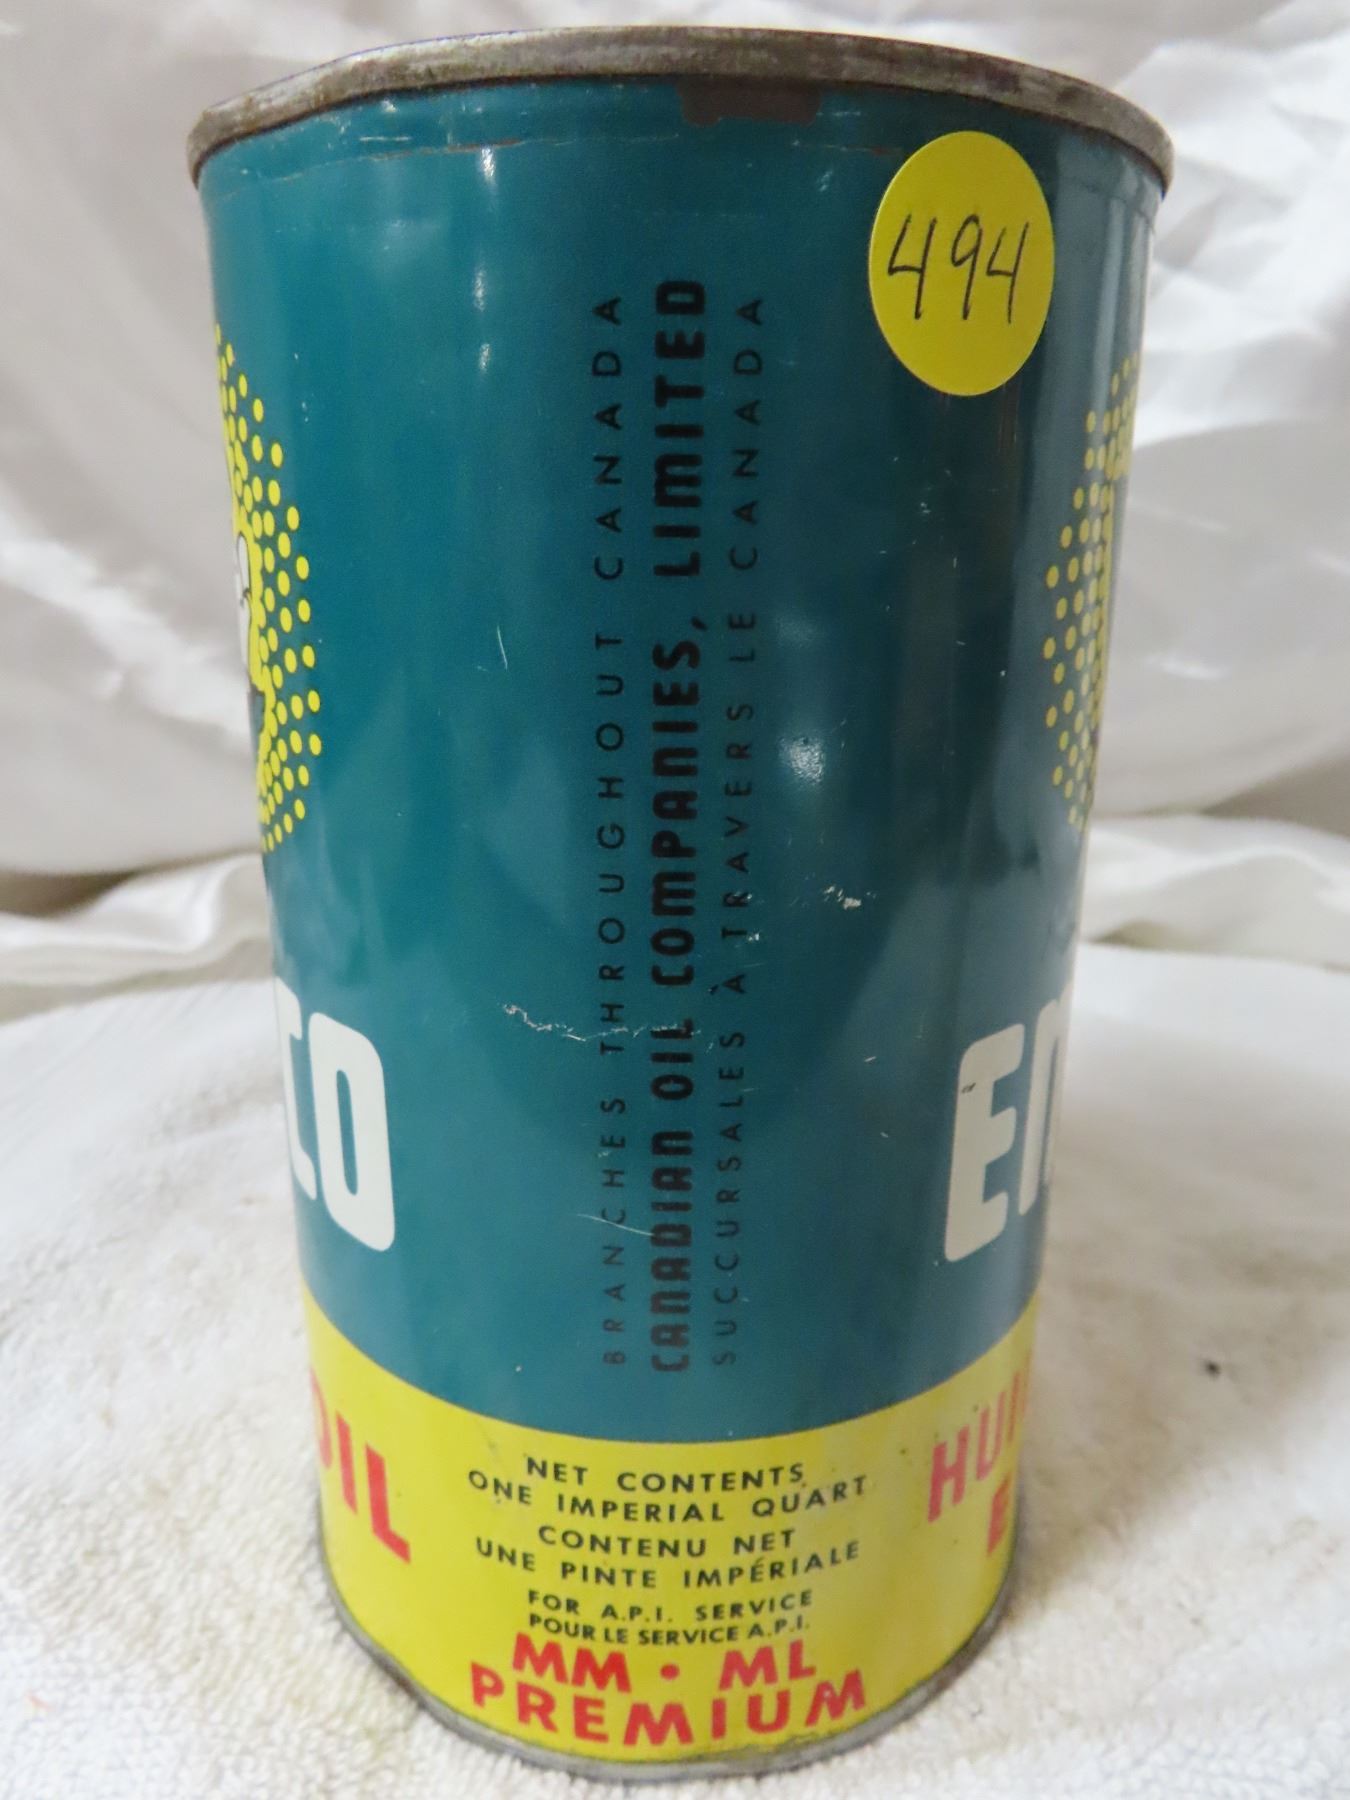 494
BRANCHES THROUGHOUT CANADA
CANADIAN OIL COMPANIES, LIMITED
SUCCURSALES À TRAVERS LE CANADA
OIL
NET CONTENTS
ONE IMPERIAL QUART
CONTENU NET
UNE PINTE IMPÉRIALE
FOR A.P.I. SERVICE
POUR LE SERVICE A.P.I.
MM • ML
PREMIUM